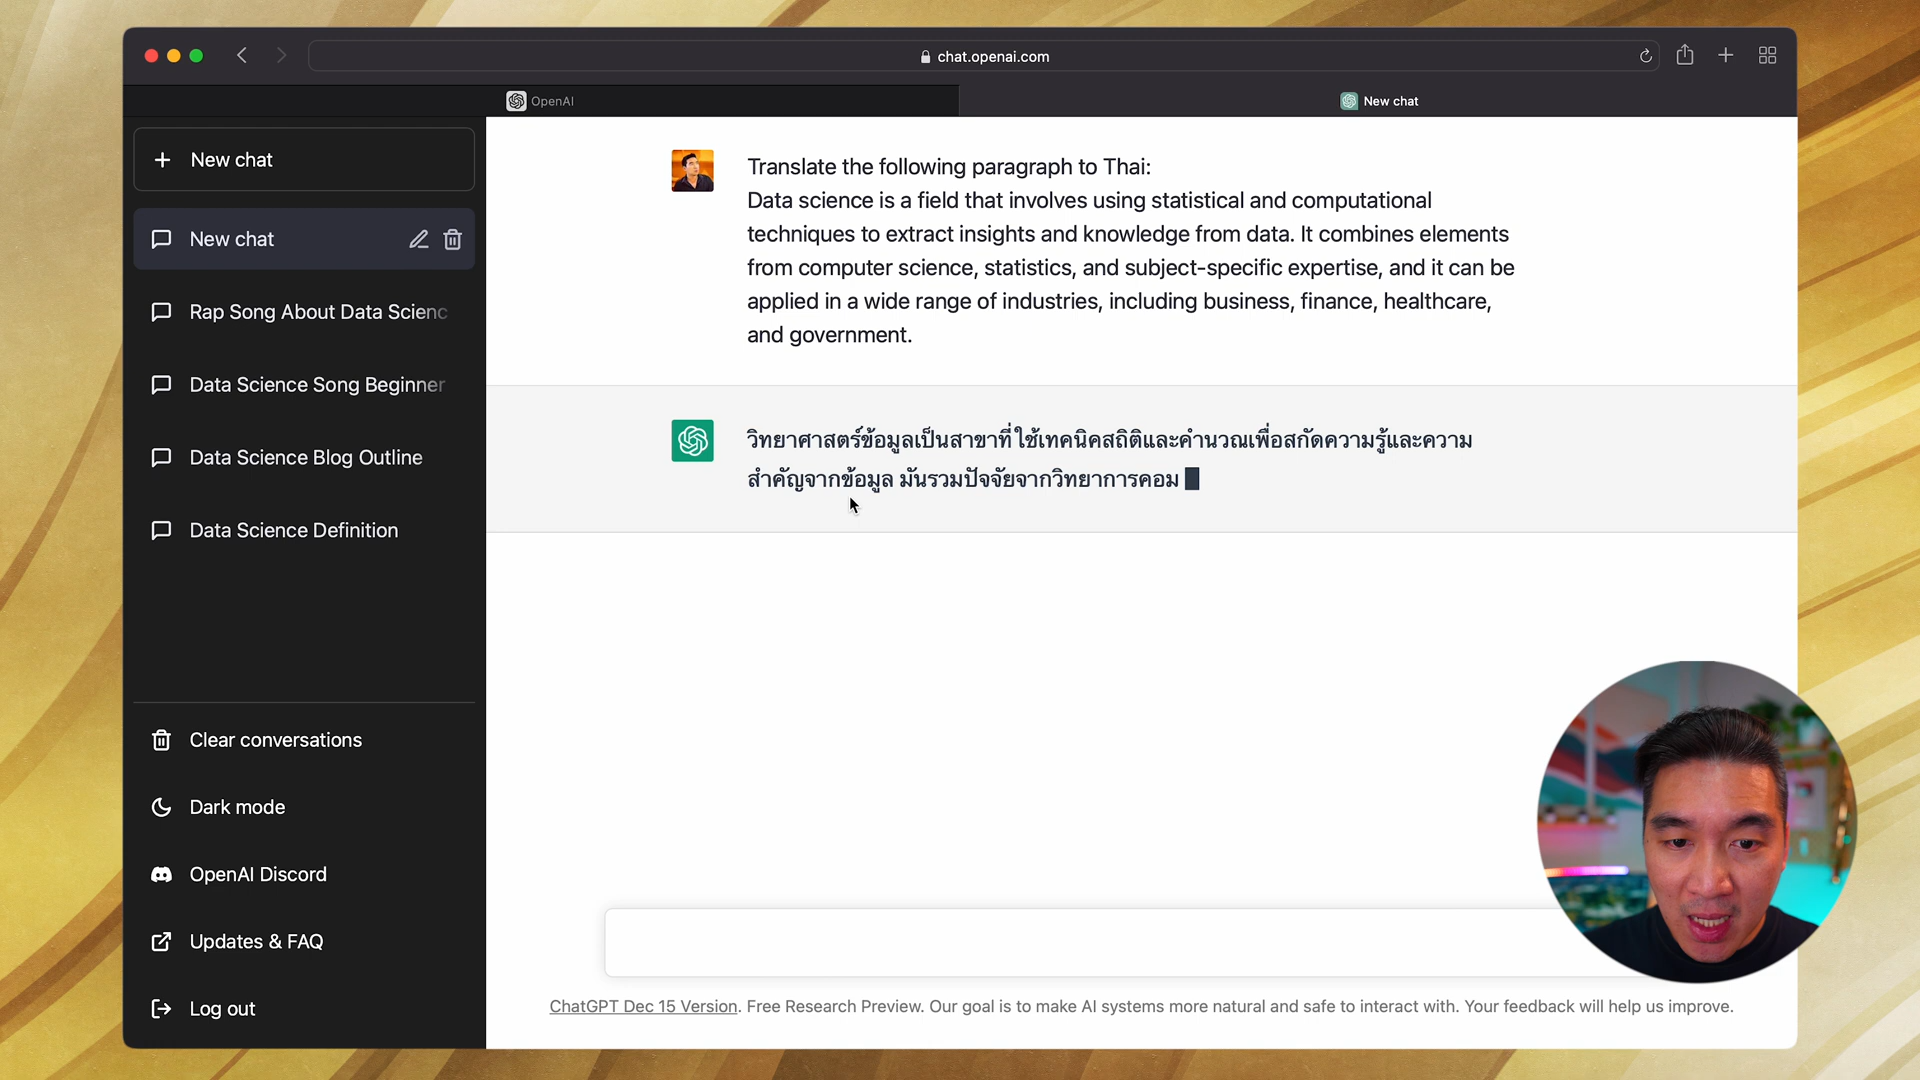 chat.openai.com
OpenAI
New chat
New chat
New chat
Rap Song About Data Scienc
Data Science Song Beginner
Data Science Blog Outline
Data Science Definition
Clear conversations
Dark mode
OpenAI Discord
Updates & FAQ
Log out
Translate the following paragraph to Thai:
Data science is a field that involves using statistical and computational
techniques to extract insights and knowledge from data. It combines elements
from computer science, statistics, and subject-specific expertise, and it can be
applied in a wide range of industries, including business, finance, healthcare,
and government.
วิทยาศาสตร์ข้อมูลเป็นสาขาที่ใช้เทคนิคสถิติและคำนวณเพื่อสกัดความรู้และความ
สำคัญจากข้อมูล มันรวมปัจจัยจากวิทยาการคอม
ChatGPT Dec 15 Version. Free Research Preview. Our goal is to make AI systems more natural and safe to interact with. Your feedback will help us improve.